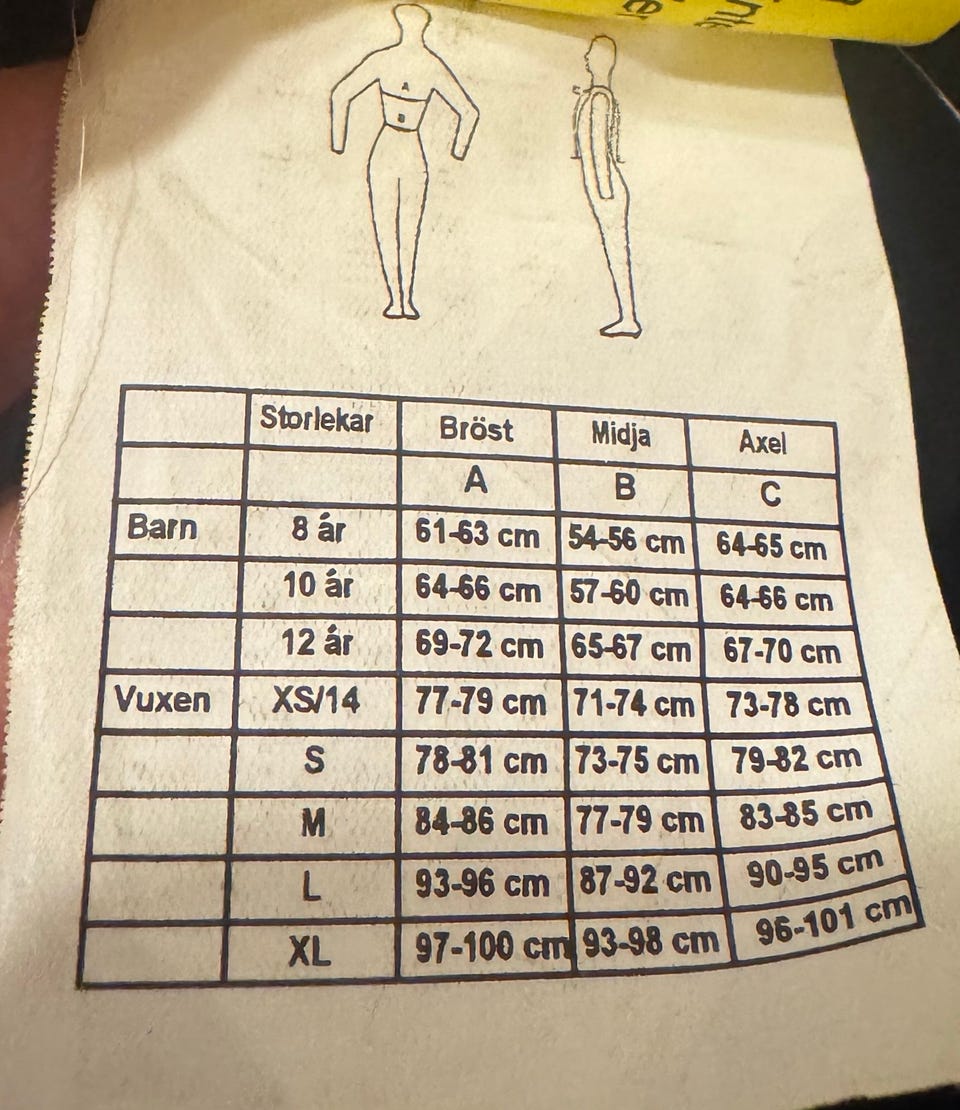 A
B
Storlekar Bröst Midja Axel
A B C
Barn 8 år 61-63 cm 54-56 cm 64-65 cm
10 år 64-66 cm 57-60 cm 64-66 cm
12 år 69-72 cm 65-67 cm 67-70 cm
Vuxen XS/14 77-79 cm 71-74 cm 73-78 cm
S 78-81 cm 73-75 cm 79-82 cm
M 84-86 cm 77-79 cm 83-85 cm
L 93-96 cm 87-92 cm 90-95 cm
XL 97-100 cm 93-98 cm 96-101 cm